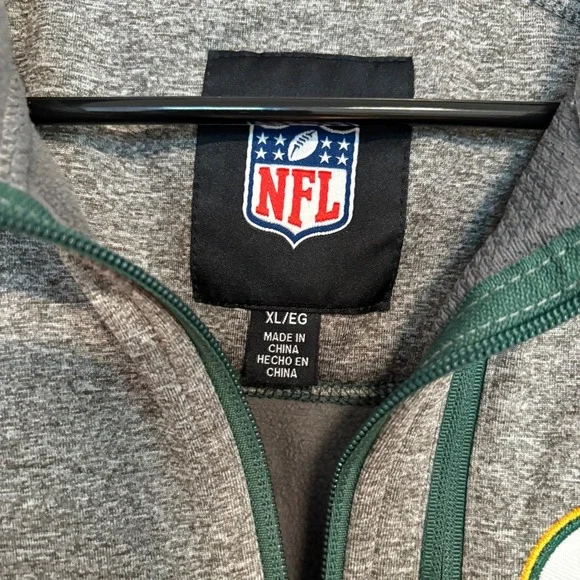 NFL
XL/EG
MADE IN
CHINA
HECHO EN
CHINA